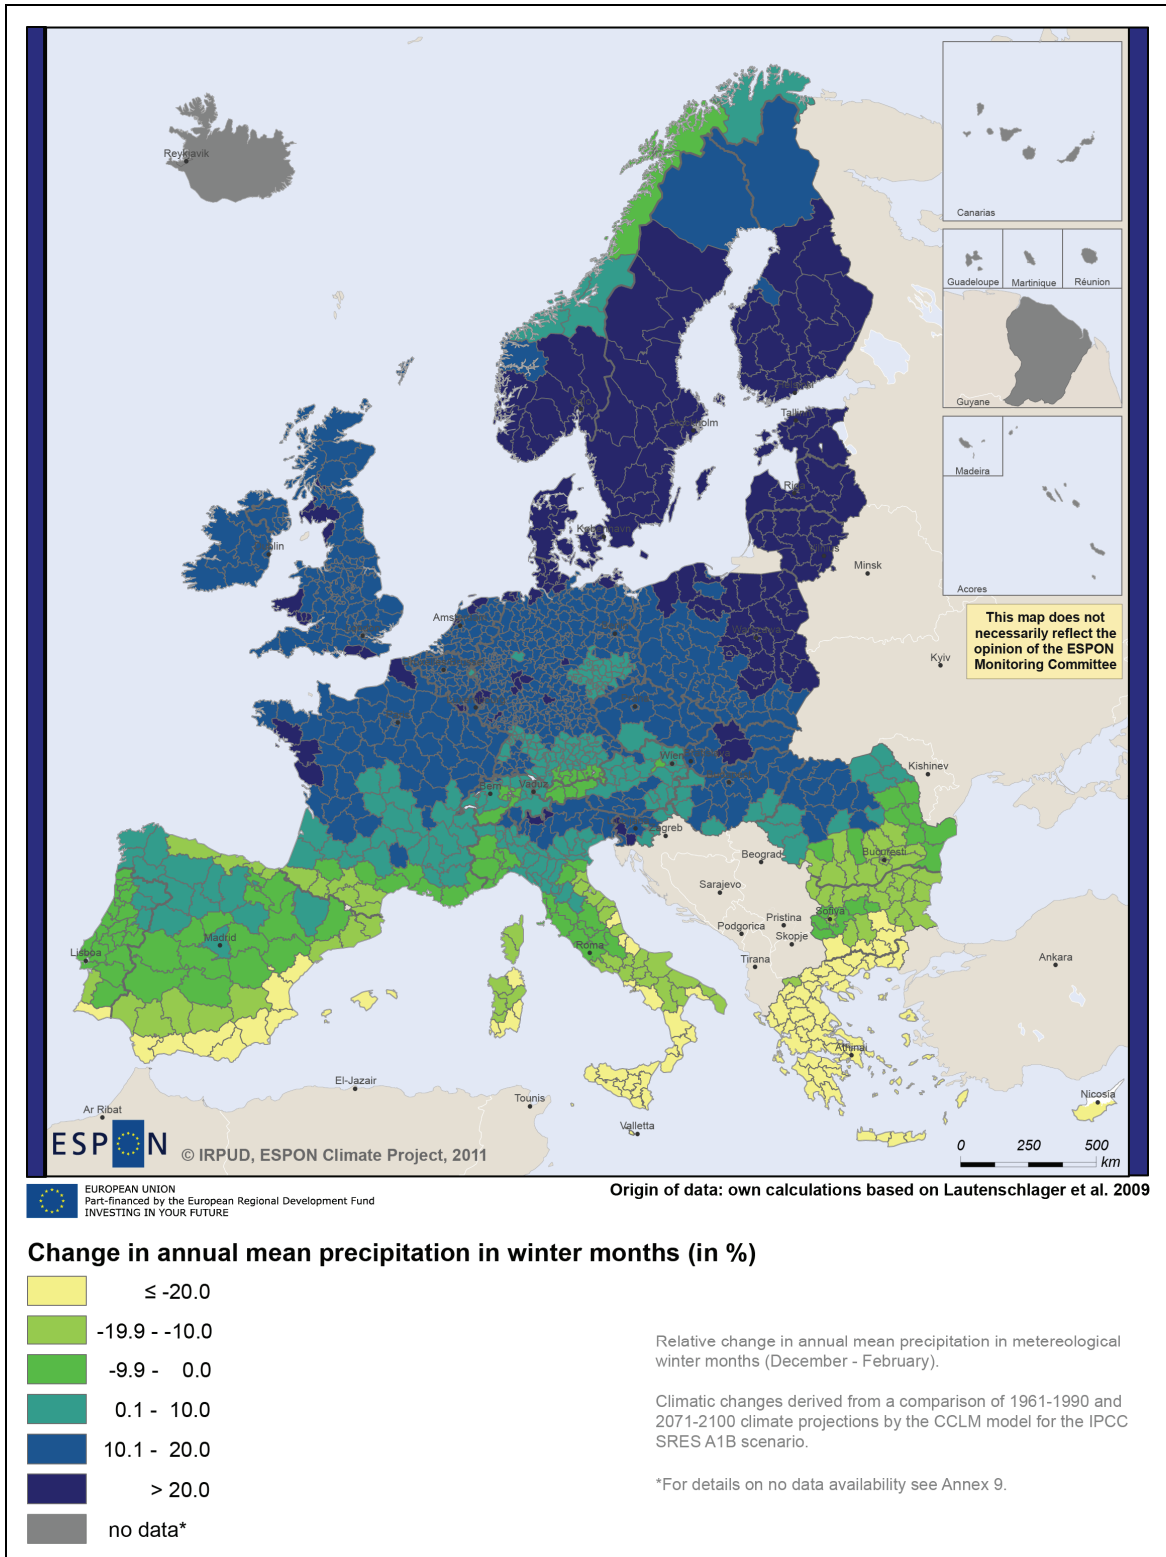 Reykjavik
Canarias
Guadeloupe
Martinique
Réunion
Guyane
Madeira
Acores
Tallinn
Riga
Minsk
Dublin
This map does not
necessarily reflect the
opinion of the ESPON
Monitoring Committee
Kyiv
Wien
Kishinev
Bern
Vaduz
Zagreb
Beograd
Bucuresti
Sarajevo
Sofiya
Pristina
Podgorica
Skopje
Madrid
Roma
Lisboa
Tirana
Ankara
Athinai
El-Jazair
Tounis
Ar Ribat
Nicosia
Valletta
ESPON
© IRPUD, ESPON Climate Project, 2011
0 250 500
km
EUROPEAN UNION
Part-financed by the European Regional Development Fund
INVESTING IN YOUR FUTURE
Origin of data: own calculations based on Lautenschlager et al. 2009
Change in annual mean precipitation in winter months (in %)
≤ -20.0
-19.9 - -10.0
-9.9 - 0.0
0.1 - 10.0
10.1 - 20.0
> 20.0
no data*
Relative change in annual mean precipitation in metereological
winter months (December - February).
Climatic changes derived from a comparison of 1961-1990 and
2071-2100 climate projections by the CCLM model for the IPCC
SRES A1B scenario.
*For details on no data availability see Annex 9.